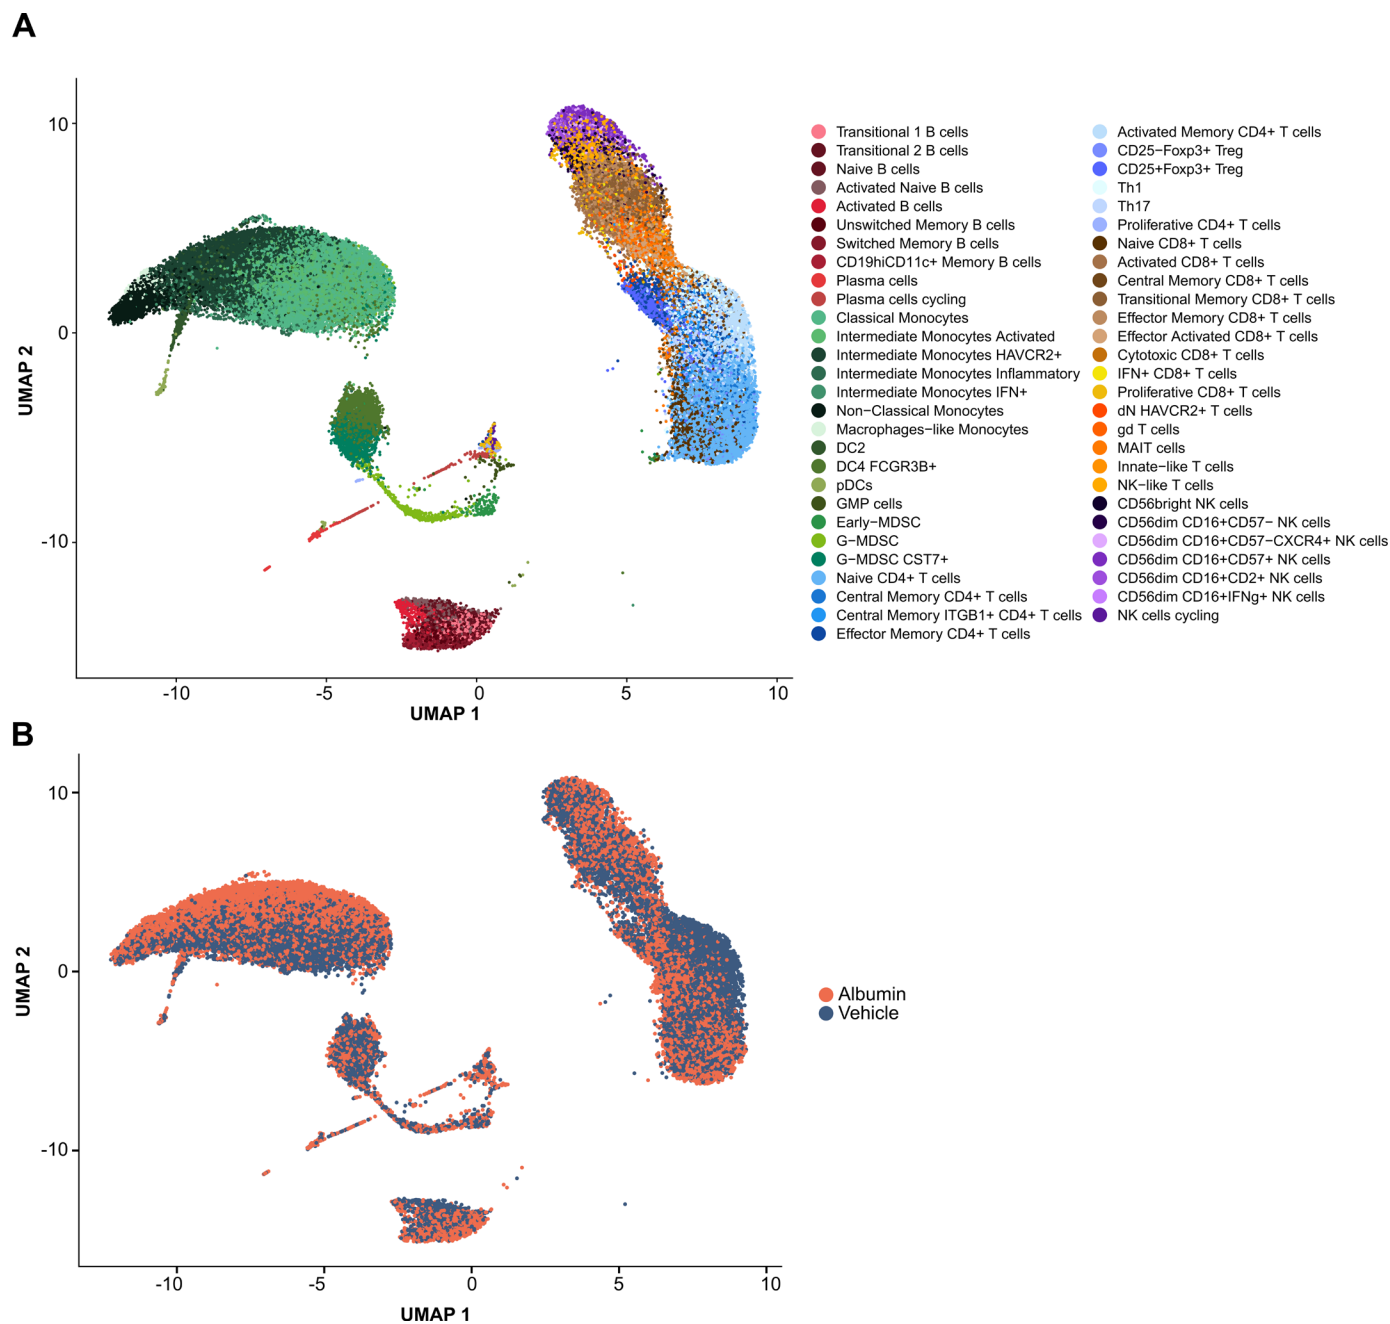 A
10
0
-10
UMAP 2
-10
-5
0
5
10
UMAP 1
Transitional 1 B cells
Transitional 2 B cells
Naive B cells
Activated Naive B cells
Activated B cells
Unswitched Memory B cells
Switched Memory B cells
CD19hiCD11c+ Memory B cells
Plasma cells
Plasma cells cycling
Classical Monocytes
Intermediate Monocytes Activated
Intermediate Monocytes HAVCR2+
Intermediate Monocytes Inflammatory
Intermediate Monocytes IFN+
Non−Classical Monocytes
Macrophages−like Monocytes
DC2
DC4 FCGR3B+
pDCs
GMP cells
Early−MDSC
G−MDSC
G−MDSC CST7+
Naive CD4+ T cells
Central Memory CD4+ T cells
Central Memory ITGB1+ CD4+ T cells
Effector Memory CD4+ T cells
Activated Memory CD4+ T cells
CD25−Foxp3+ Treg
CD25+Foxp3+ Treg
Th1
Th17
Proliferative CD4+ T cells
Naive CD8+ T cells
Activated CD8+ T cells
Central Memory CD8+ T cells
Transitional Memory CD8+ T cells
Effector Memory CD8+ T cells
Effector Activated CD8+ T cells
Cytotoxic CD8+ T cells
IFN+ CD8+ T cells
Proliferative CD8+ T cells
dN HAVCR2+ T cells
gd T cells
MAIT cells
Innate−like T cells
NK−like T cells
CD56bright NK cells
CD56dim CD16+CD57− NK cells
CD56dim CD16+CD57−CXCR4+ NK cells
CD56dim CD16+CD57+ NK cells
CD56dim CD16+CD2+ NK cells
CD56dim CD16+IFNg+ NK cells
NK cells cycling
B
10
0
-10
UMAP 2
-10
-5
0
5
10
UMAP 1
Albumin
Vehicle